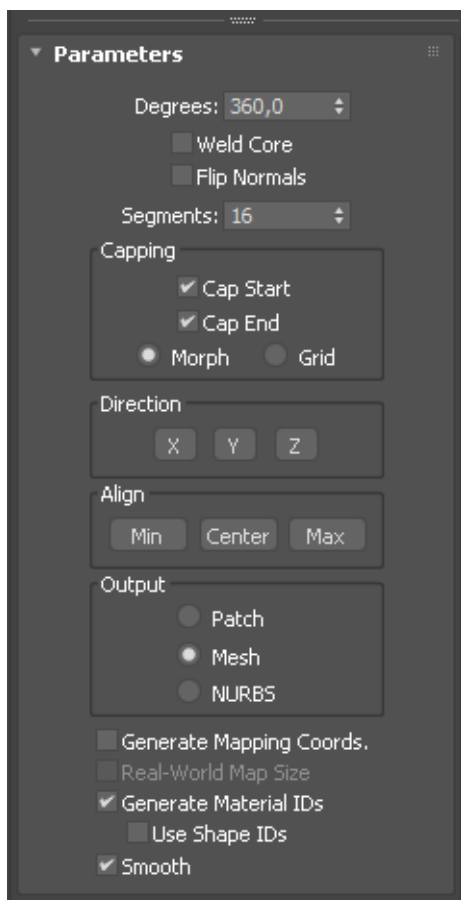 Parameters
Degrees: 360,0
Weld Core
Flip Normals
Segments: 16
Capping
Cap Start
Cap End
Morph Grid
Direction
X Y Z
Align
Min Center Max
Output
Patch
Mesh
NURBS
Generate Mapping Coords.
Real-World Map Size
Generate Material IDs
Use Shape IDs
Smooth